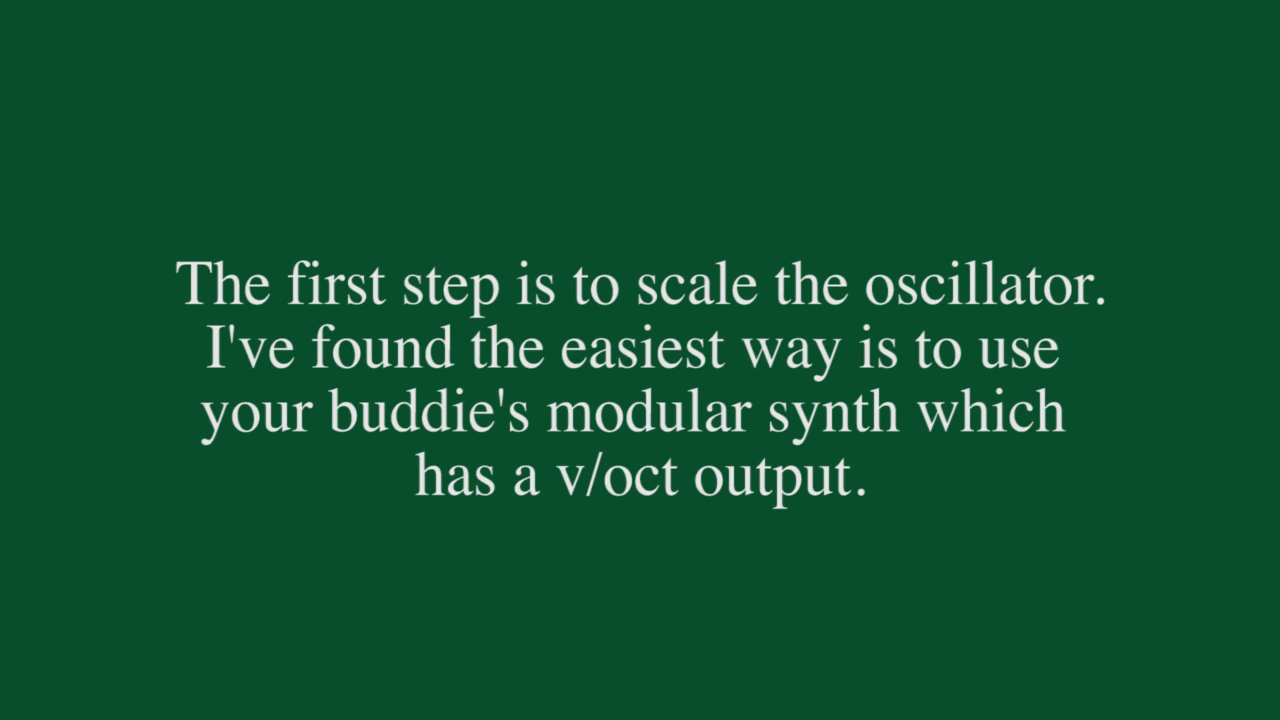 The first step is to scale the oscillator.
I've found the easiest way is to use
your buddie's modular synth which
has a v/oct output.